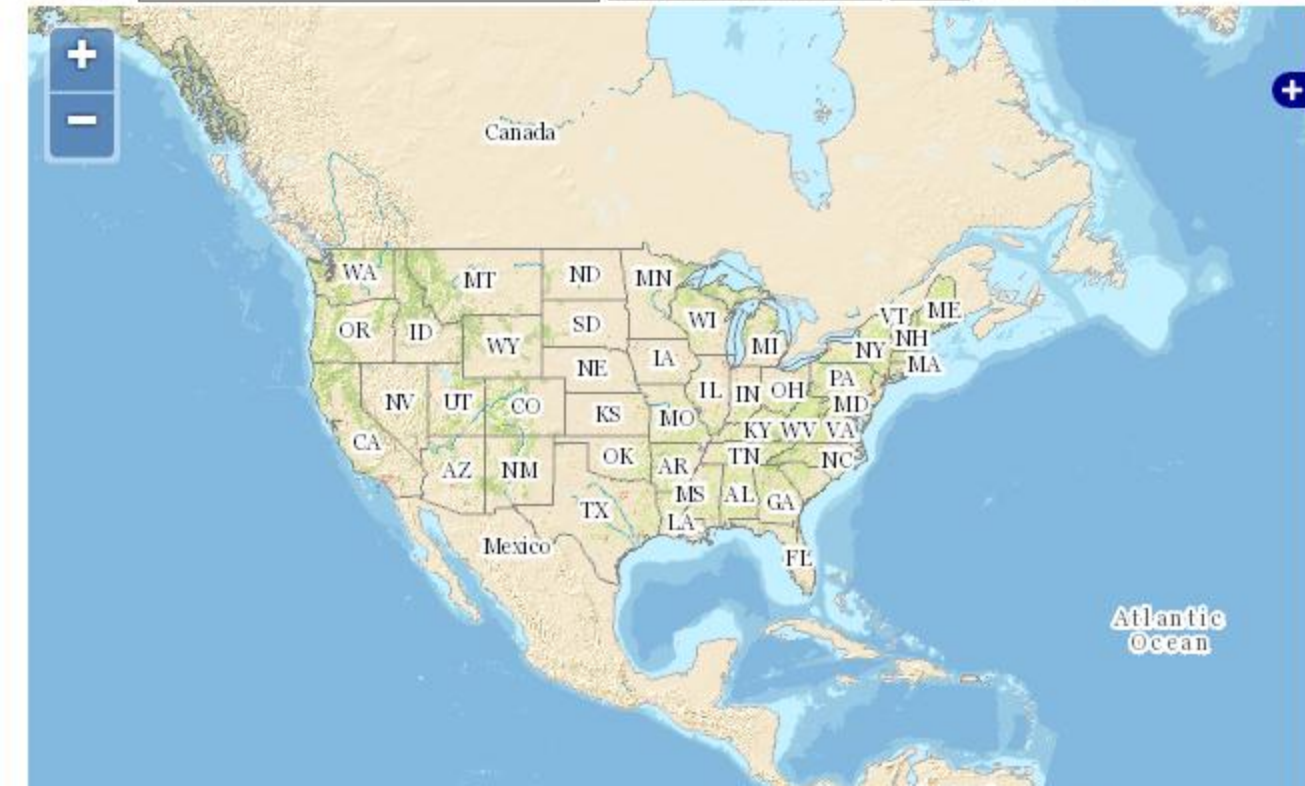 +
−
+
Canada
WA
MT
ND
MN
OR
ID
WY
SD
WI
MI
VT
ME
NH
NY
MA
NE
IA
PA
NV
UT
CO
KS
MO
IL
IN
OH
MD
CA
KY
WV
VA
AZ
NM
OK
AR
TN
NC
TX
MS
AL
GA
LA
Mexico
FL
Atlantic
Ocean